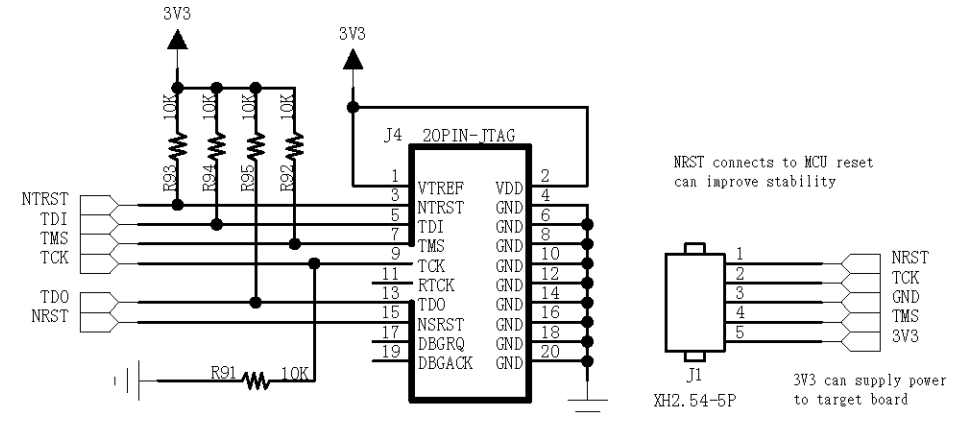 3V3
3V3
10K
10K
10K
10K
R93
R94
R95
R92
J4 20PIN-JTAG
NTRST
TDI
TMS
TCK
TDO
NRST
1 VTREF VDD 2
3 NTRST GND 4
5 TDI GND 6
7 TMS GND 8
9 TCK GND 10
11 RTCK GND 12
13 TDO GND 14
15 NSRST GND 16
17 DBGRQ GND 18
19 DBGACK GND 20
R91 10K
NRST connects to MCU reset
can improve stability
1 NRST
2 TCK
3 GND
4 TMS
5 3V3
J1
XH2.54-5P
3V3 can supply power
to target board